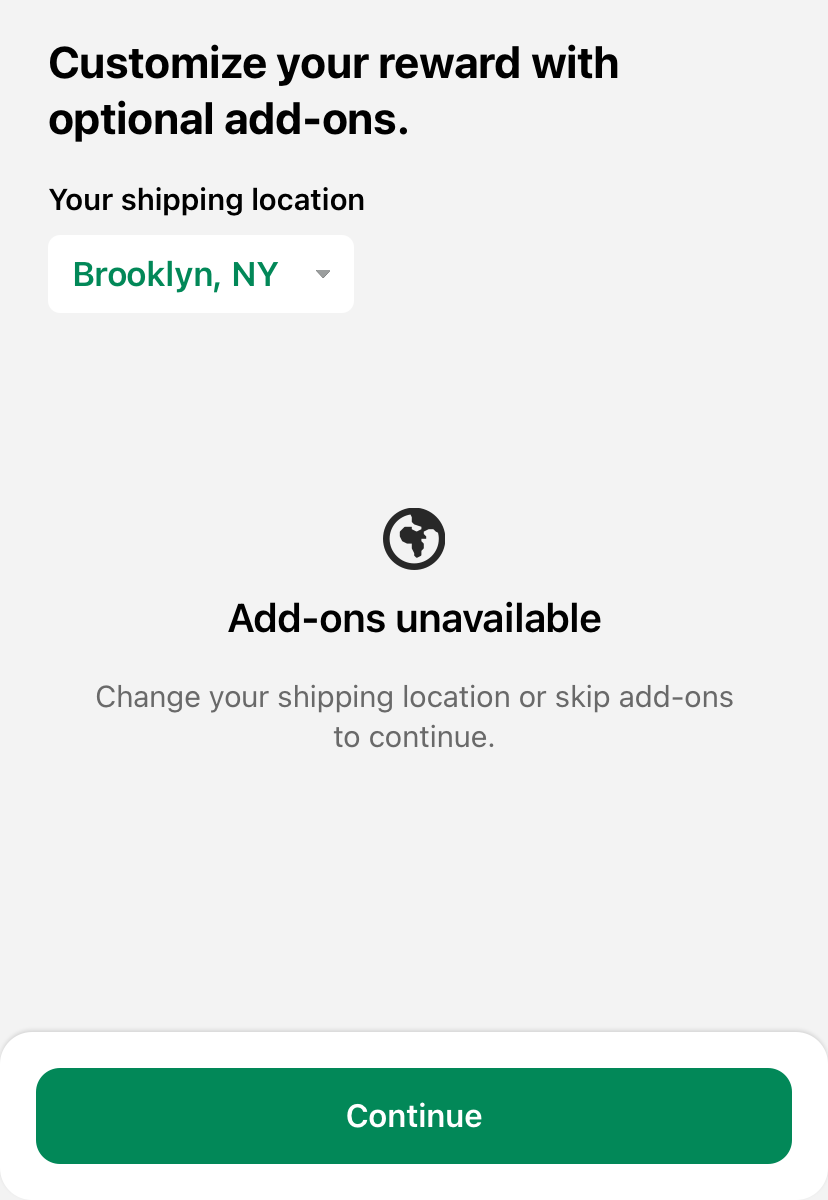 Customize your reward with
optional add-ons.
Your shipping location
Brooklyn, NY
Add-ons unavailable
Change your shipping location or skip add-ons
to continue.
Continue